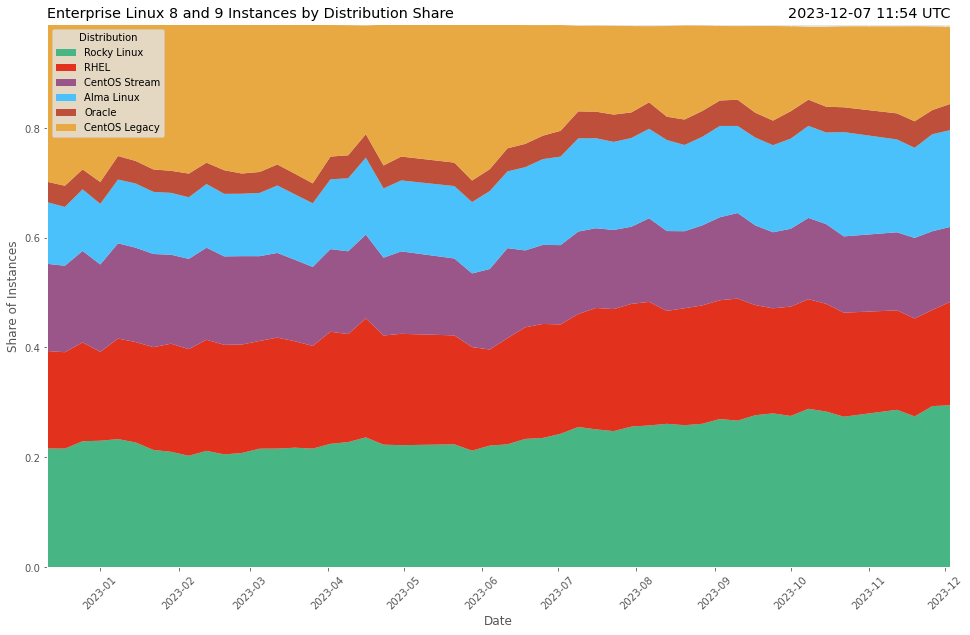 Enterprise Linux 8 and 9 Instances by Distribution Share
2023-12-07 11:54 UTC
Distribution
Rocky Linux
RHEL
CentOS Stream
Alma Linux
Oracle
CentOS Legacy
Share of Instances
0.8
0.6
0.4
0.2
0.0
2023-01
2023-02
2023-03
2023-04
2023-05
2023-06
2023-07
2023-08
2023-09
2023-10
2023-11
2023-12
Date